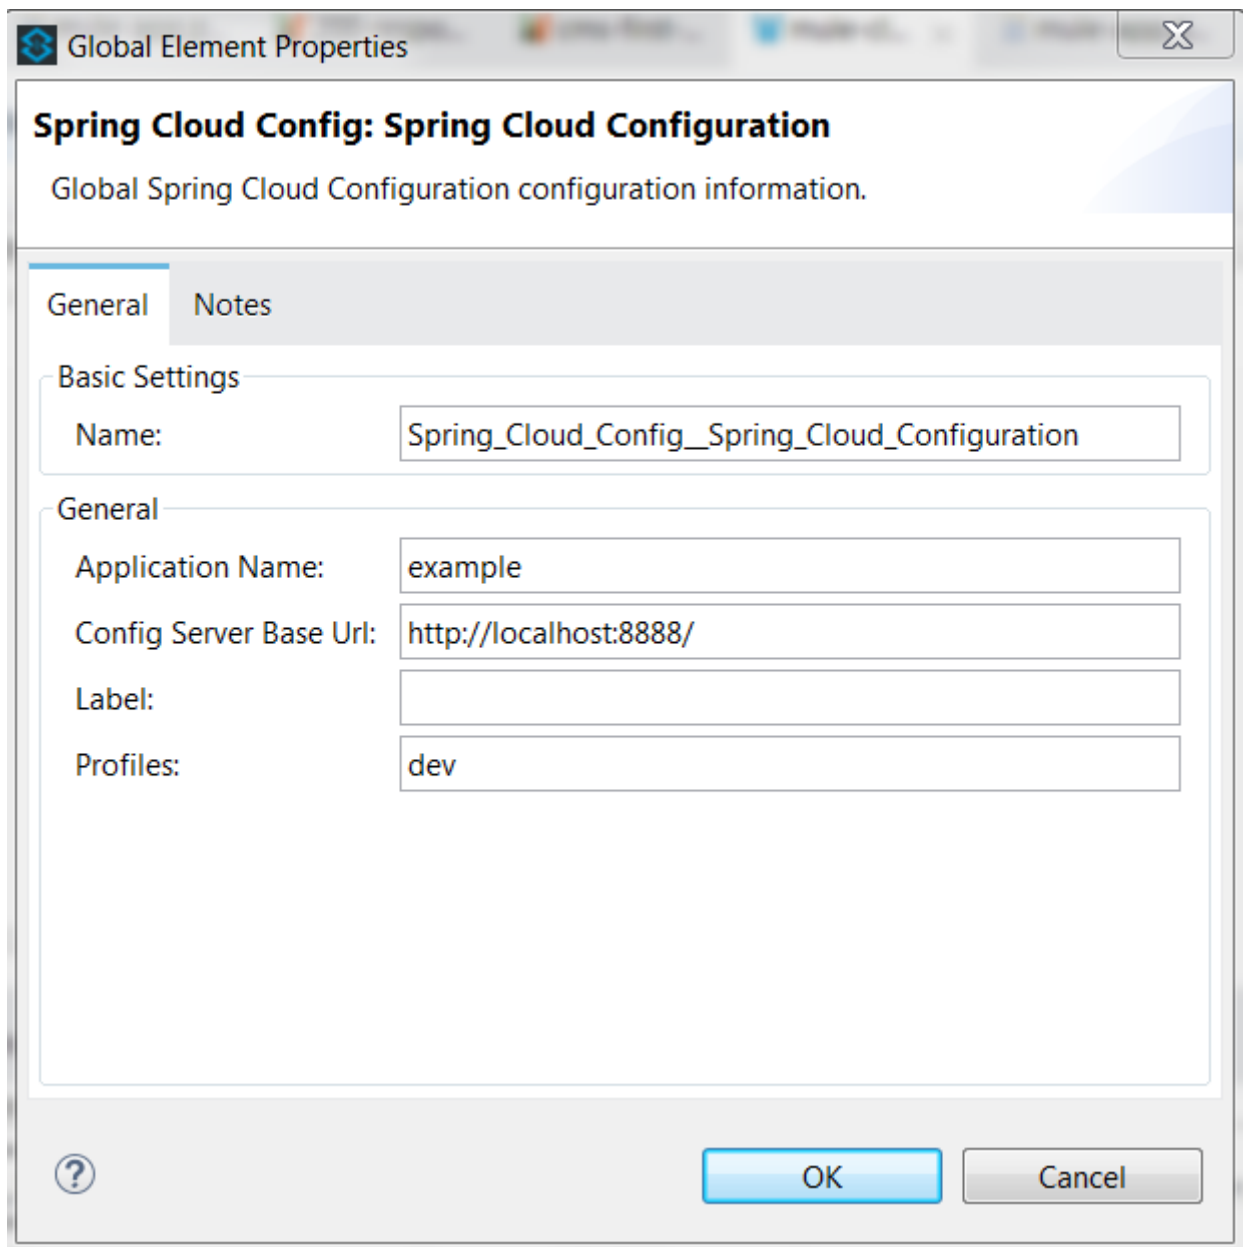 Global Element Properties
Spring Cloud Config: Spring Cloud Configuration
Global Spring Cloud Configuration configuration information.
General Notes
Basic Settings
Name: Spring_Cloud_Config__Spring_Cloud_Configuration
General
Application Name: example
Config Server Base Url: http://localhost:8888/
Label:
Profiles: dev
OK Cancel